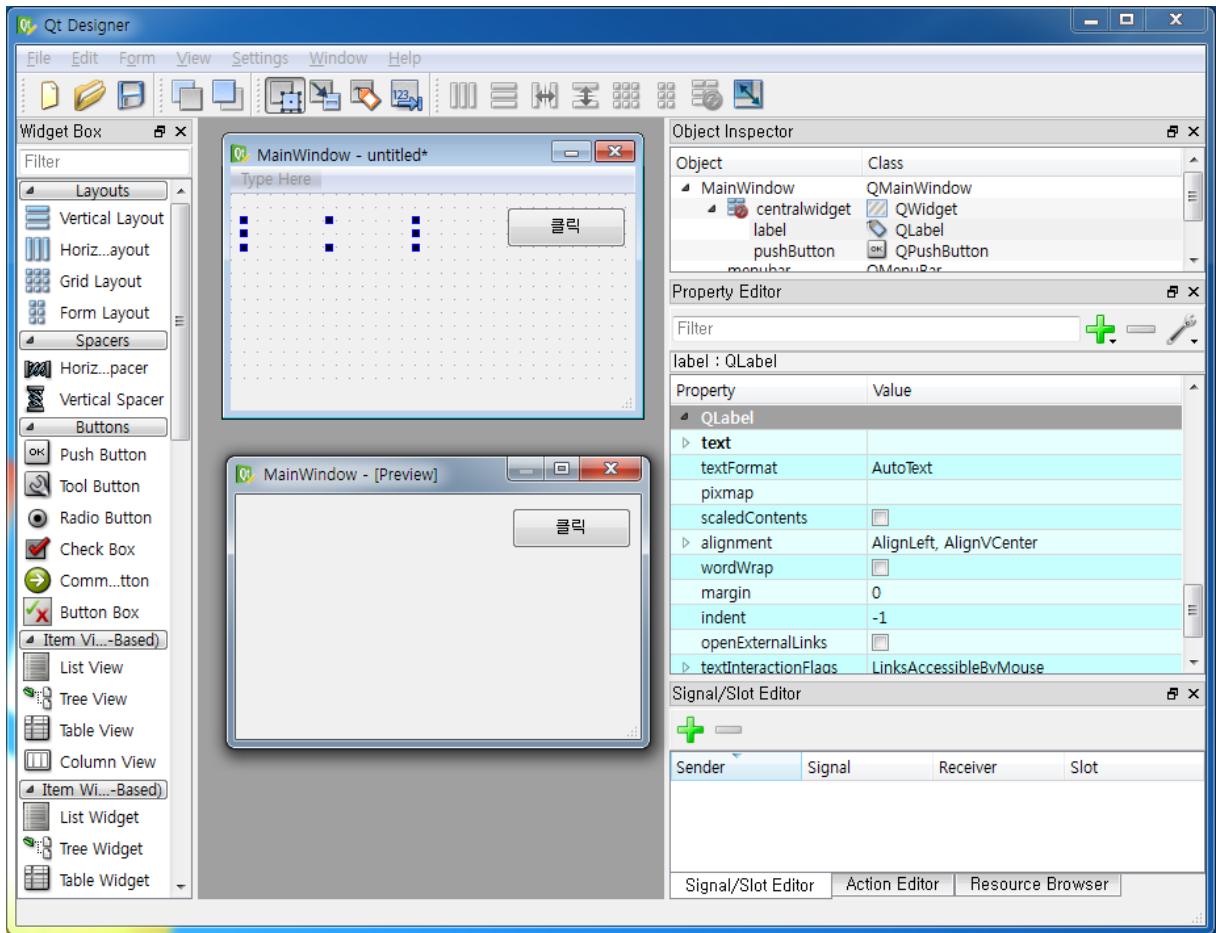 Qt Designer
File Edit Form View Settings Window Help
123
Widget Box
Filter
Layouts
Vertical Layout
Horiz...ayout
Grid Layout
Form Layout
Spacers
Horiz...pacer
Vertical Spacer
Buttons
OK Push Button
Tool Button
Radio Button
Check Box
Comm...tton
Button Box
Item Vi...-Based)
List View
Tree View
Table View
Column View
Item Wi...-Based)
List Widget
Tree Widget
Table Widget
MainWindow - untitled*
Type Here
클릭
MainWindow - [Preview]
클릭
Object Inspector
Object Class
MainWindow QMainWindow
centralwidget QWidget
label QLabel
pushButton OK QPushButton
menubar QMenuBar
Property Editor
Filter
label : QLabel
Property Value
QLabel
text
textFormat AutoText
pixmap
scaledContents
alignment AlignLeft, AlignVCenter
wordWrap
margin 0
indent -1
openExternalLinks
textInteractionFlags LinksAccessibleByMouse
Signal/Slot Editor
Sender Signal Receiver Slot
Signal/Slot Editor Action Editor Resource Browser